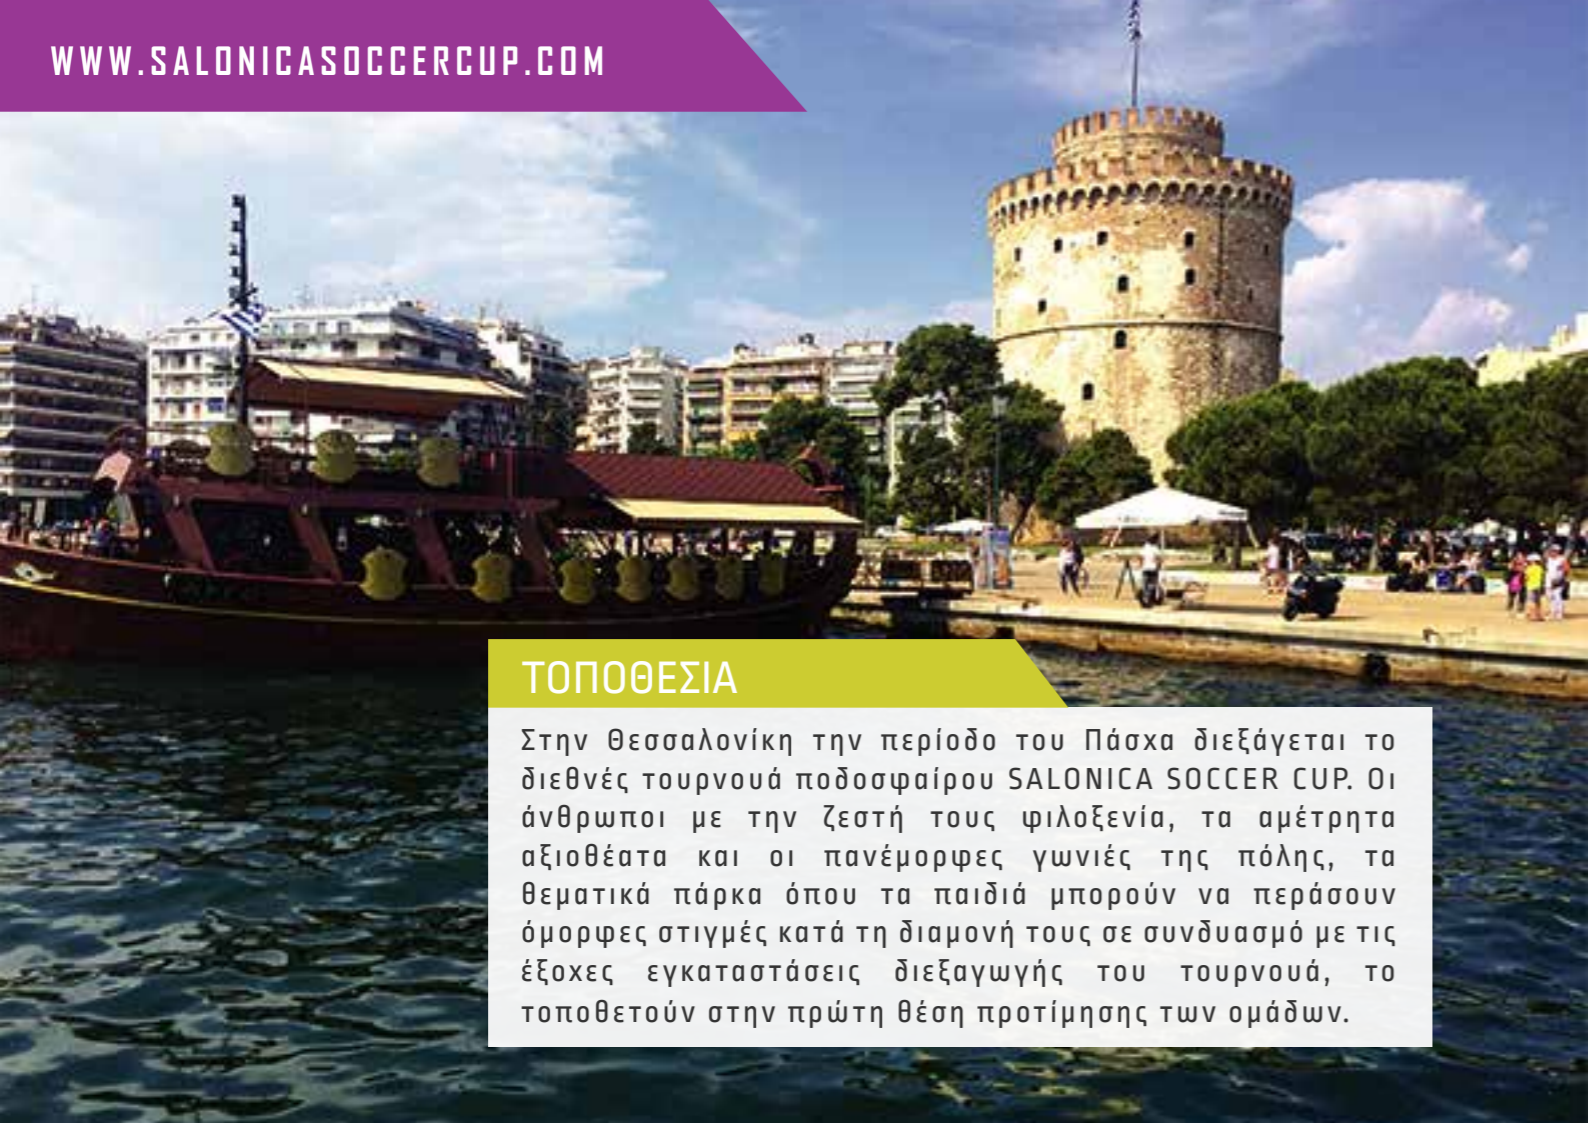 WWW.SALONICASOCCERCUP.COM
ΤΟΠΟΘΕΣΙΑ
Στην Θεσσαλονίκη την περίοδο του Πάσχα διεξάγεται το
διεθνές τουρνουά ποδοσφαίρου SALONICA SOCCER CUP. Οι
άνθρωποι με την ζεστή τους φιλοξενία, τα αμέτρητα
αξιοθέατα και οι πανέμορφες γωνιές της πόλης, τα
θεματικά πάρκα όπου τα παιδιά μπορούν να περάσουν
όμορφες στιγμές κατά τη διαμονή τους σε συνδυασμό με τις
έξοχες εγκαταστάσεις διεξαγωγής του τουρνουά, το
τοποθετούν στην πρώτη θέση προτίμησης των ομάδων.